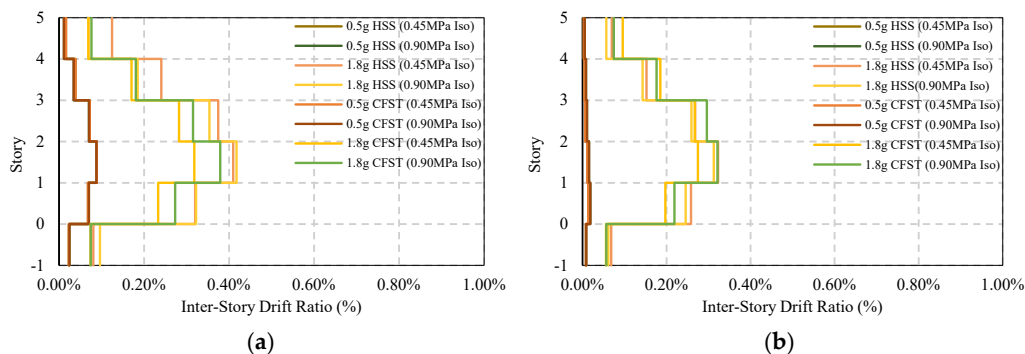 5
4
3
2
1
0
-1
Story
0.00%
0.20%
0.40%
0.60%
0.80%
1.00%
Inter-Story Drift Ratio (%)
0.5g HSS (0.45MPa Iso)
0.5g HSS (0.90MPa Iso)
1.8g HSS (0.45MPa Iso)
1.8g HSS(0.90MPa Iso)
0.5g CFST (0.45MPa Iso)
0.5g CFST (0.90MPa Iso)
1.8g CFST (0.45MPa Iso)
1.8g CFST (0.90MPa Iso)
(a)
5
4
3
2
1
0
-1
Story
0.00%
0.20%
0.40%
0.60%
0.80%
1.00%
Inter-Story Drift Ratio (%)
0.5g HSS (0.45MPa Iso)
0.5g HSS (0.90MPa Iso)
1.8g HSS (0.45MPa Iso)
1.8g HSS(0.90MPa Iso)
0.5g CFST (0.45MPa Iso)
0.5g CFST (0.90MPa Iso)
1.8g CFST (0.45MPa Iso)
1.8g CFST (0.90MPa Iso)
(b)